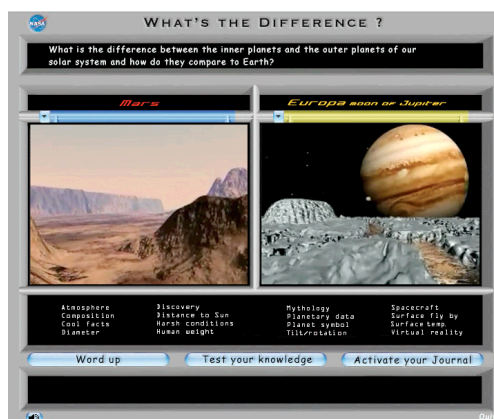 NASA
WHAT'S THE DIFFERENCE ?
What is the difference between the inner planets and the outer planets of our
solar system and how do they compare to Earth?
Mars
Europa moon of Jupiter
Atmosphere
Composition
Cool facts
Diameter
Discovery
Distance to Sun
Harsh conditions
Human weight
Mythology
Planetary data
Planet symbol
Tilt/rotation
Spacecraft
Surface fly by
Surface temp.
Virtual reality
Word up
Test your knowledge
Activate your Journal